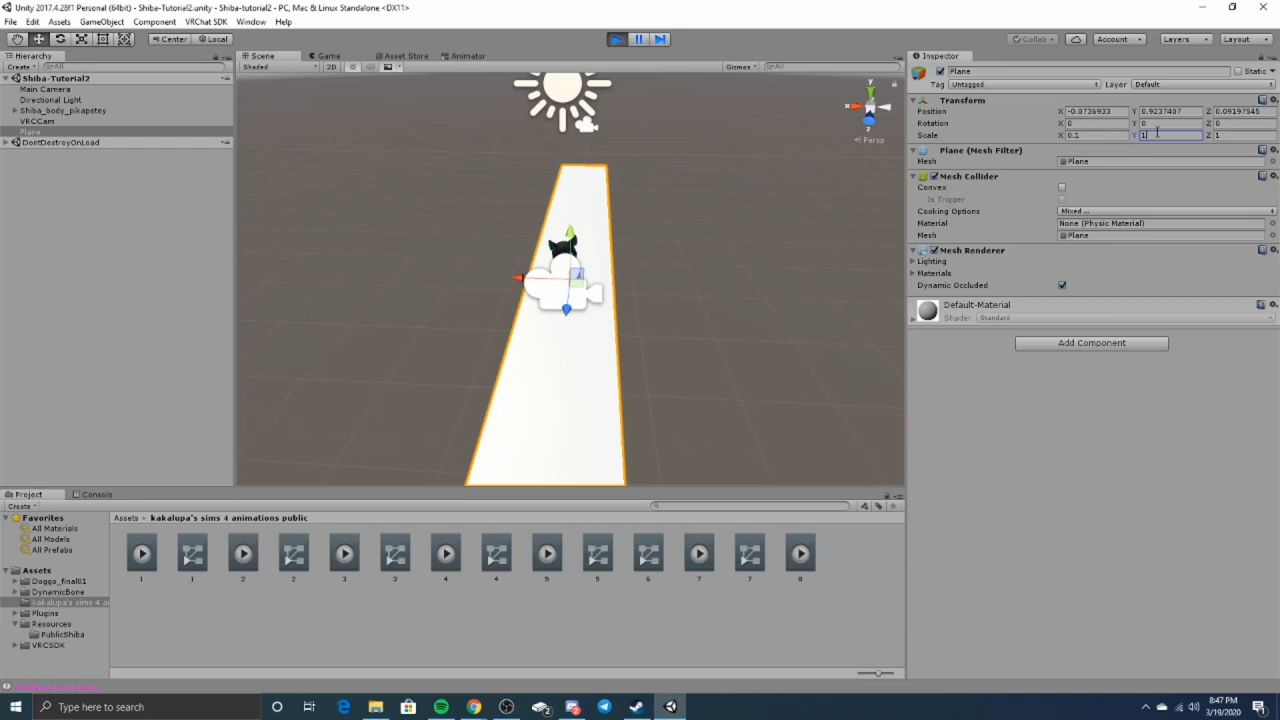 Unity 2017.4.28f1 Personal (64bit) - Shiba-Tutorial2.unity - Shiba-tutorial2 - PC, Mac & Linux Standalone <DX11>
File Edit Assets GameObject Component VRChat SDK Window Help
Center Local Collab Account Layers Layout
Hierarchy Scene Game Asset Store Animator Inspector
Create All Shaded 2D Gizmos All
Plane Static
Tag Untagged Layer Default
Shiba-Tutorial2
Main Camera
Directional Light
Shiba_body_pikapetey
VRCCam
Plane
DontDestroyOnLoad
y
x
z
Persp
Transform
Position X -0.0736933 Y 0.9237407 Z 0.09197545
Rotation X 0 Y 0 Z 0
Scale X 0.1 Y 1 Z 1
Plane (Mesh Filter)
Mesh Plane
Mesh Collider
Convex
Is Trigger
Cooking Options Mixed ...
Material None (Physic Material)
Mesh Plane
Mesh Renderer
Lighting
Materials
Dynamic Occluded
Default-Material
Shader Standard
Add Component
Project Console
Create
Favorites
All Materials
All Models
All Prefabs
Assets
Doggo_final01
DynamicBone
kakalupa's sims 4 an
Plugins
Resources
PublicShiba
VRCSDK
Assets kakalupa's sims 4 animations public
1 1 2 2 3 3 4 4 5 5 6 7 7 8
Type here to search
8:47 PM
3/19/2020